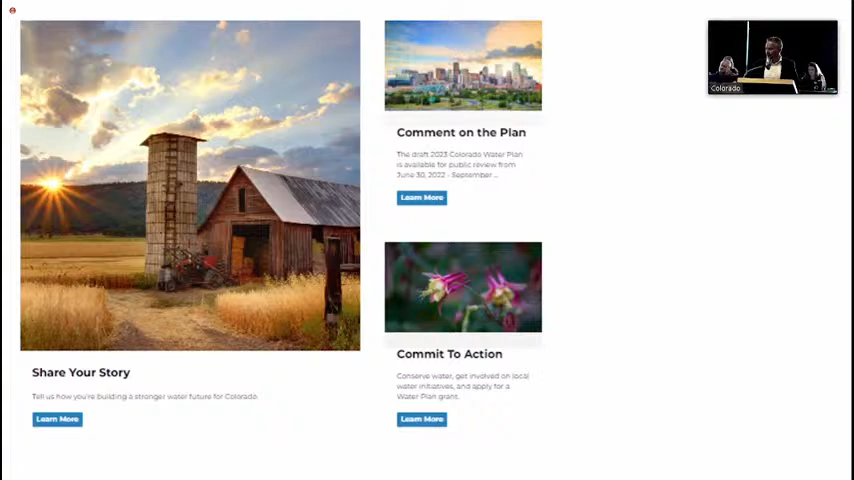 Colorado
Comment on the Plan
The draft 2023 Colorado Water Plan
is available for public review from
June 30, 2022 - September ...
Learn More
Share Your Story
Tell us how you're building a stronger water future for Colorado.
Learn More
Commit To Action
Conserve water, get involved on local
water initiatives, and apply for a
Water Plan grant.
Learn More